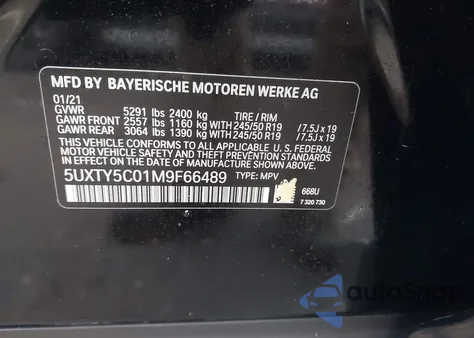 MFD BY BAYERISCHE MOTOREN WERKE AG
01/21
GVWR 5291 lbs 2400 kg TIRE / RIM
GAWR FRONT 2557 lbs 1160 kg WITH 245/50 R19 /7.5J x 19
GAWR REAR 3064 lbs 1390 kg WITH 245/50 R19 /7.5J x 19
THIS VEHICLE CONFORMS TO ALL APPLICABLE U.S. FEDERAL
MOTOR VEHICLE SAFETY, BUMPER, AND THEFT PREVENTION
STANDARDS IN EFFECT ON THE DATE OF MANUFACTURE
SHOWN ABOVE.
5UXTY5C01M9F66489 TYPE: MPV
668U
7 320 730
autoSnap